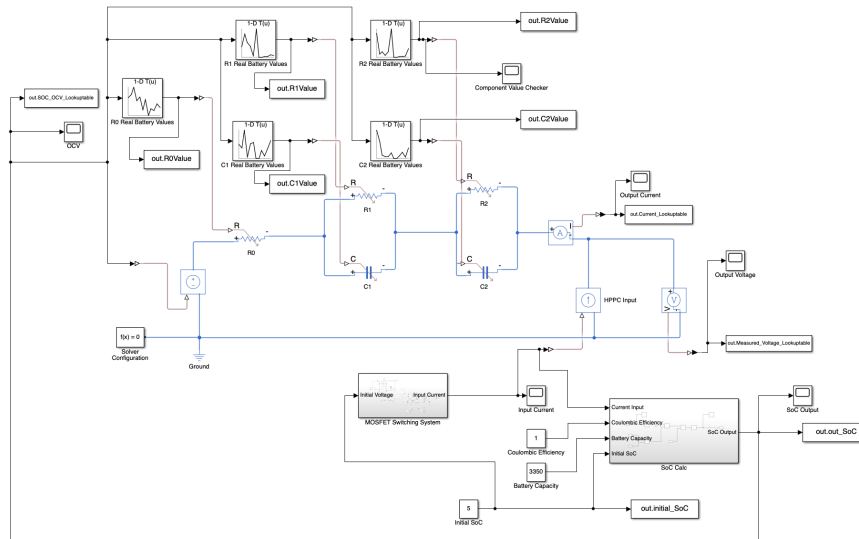 1-D T(u)
R1 Real Battery Values
1-D T(u)
R2 Real Battery Values
out.R2Value
out.SOC_OCV_Lookuptable
1-D T(u)
R0 Real Battery Values
out.R1Value
Component Value Checker
OCV
1-D T(u)
C1 Real Battery Values
1-D T(u)
C2 Real Battery Values
out.C2Value
out.R0Value
out.C1Value
R
R1
R
R2
Output Current
out.Current_Lookuptable
R
R0
A
I
C
C1
C
C2
Output Voltage
HPPC Input
V
V
f(x) = 0
Solver
Configuration
Ground
out.Measured_Voltage_Lookuptable
Initial Voltage
Input Current
MOSFET Switching System
Input Current
Current Input
Coulombic Efficiency
Battery Capacity
Initial SoC
SoC Output
SoC Calc
SoC Output
out.out_SoC
1
Coulombic Efficiency
3350
Battery Capacity
5
Initial SoC
out.initial_SoC